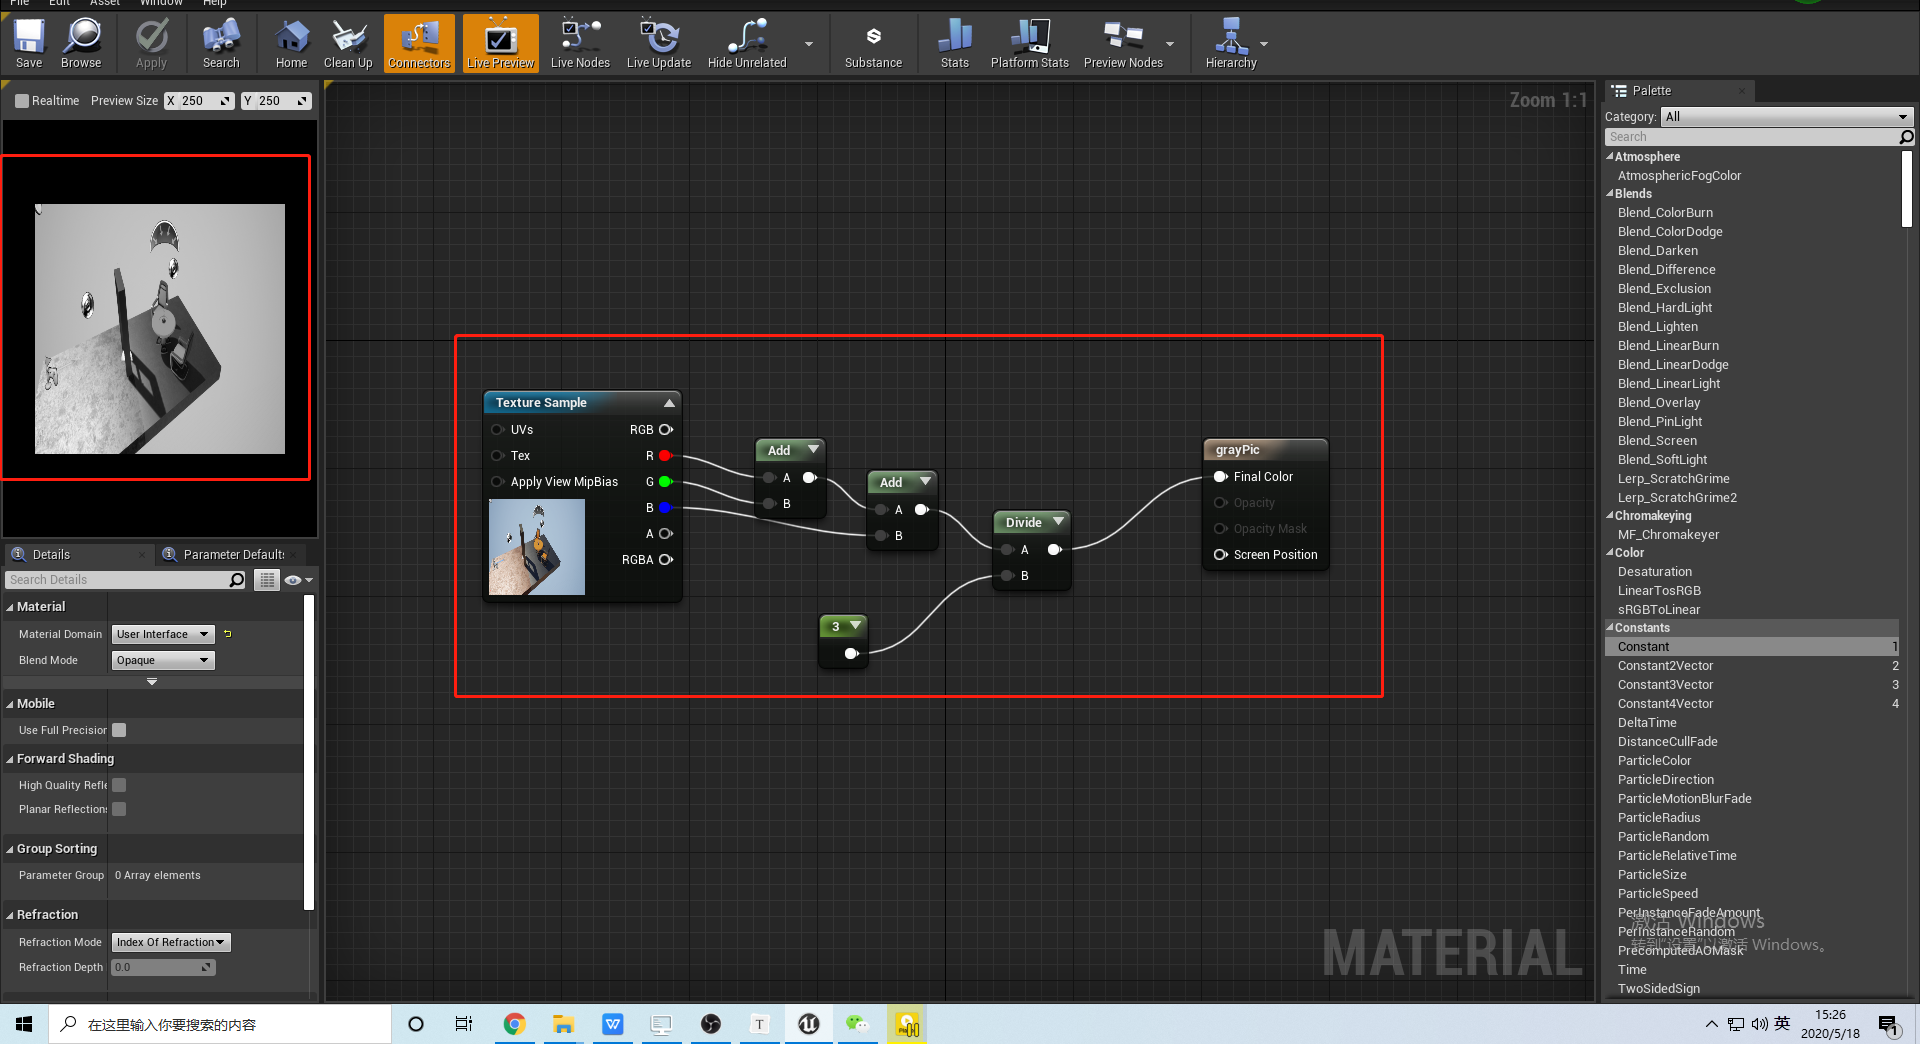 File Edit Asset Window Help
Save Browse Apply Search Home Clean Up Connectors Live Preview Live Nodes Live Update Hide Unrelated Substance Stats Platform Stats Preview Nodes Hierarchy
Realtime Preview Size X 250 Y 250
Zoom 1:1
Texture Sample
UVs RGB
Tex R
Apply View MipBias G
B
A
RGBA
Add
A
B
Add
A
B
3
Divide
A
B
grayPic
Final Color
Opacity
Opacity Mask
Screen Position
MATERIAL
Details Parameter Default
Search Details
Material
Material Domain User Interface
Blend Mode Opaque
Mobile
Use Full Precision
Forward Shading
High Quality Refle
Planar Reflections
Group Sorting
Parameter Group 0 Array elements
Refraction
Refraction Mode Index Of Refraction
Refraction Depth 0.0
Palette
Category: All
Search
Atmosphere
AtmosphericFogColor
Blends
Blend_ColorBurn
Blend_ColorDodge
Blend_Darken
Blend_Difference
Blend_Exclusion
Blend_HardLight
Blend_Lighten
Blend_LinearBurn
Blend_LinearDodge
Blend_LinearLight
Blend_Overlay
Blend_PinLight
Blend_Screen
Blend_SoftLight
Lerp_ScratchGrime
Lerp_ScratchGrime2
Chromakeying
MF_Chromakeyer
Color
Desaturation
LinearTosRGB
sRGBToLinear
Constants
Constant 1
Constant2Vector 2
Constant3Vector 3
Constant4Vector 4
DeltaTime
DistanceCullFade
ParticleColor
ParticleDirection
ParticleMotionBlurFade
ParticleRadius
ParticleRandom
ParticleRelativeTime
ParticleSize
ParticleSpeed
PerInstanceFadeAmount
PerInstanceRandom
PrecomputedAOMask
Time
TwoSidedSign
激活 Windows
转到“设置”以激活 Windows。
在这里输入你要搜索的内容
英
15:26
2020/5/18
1